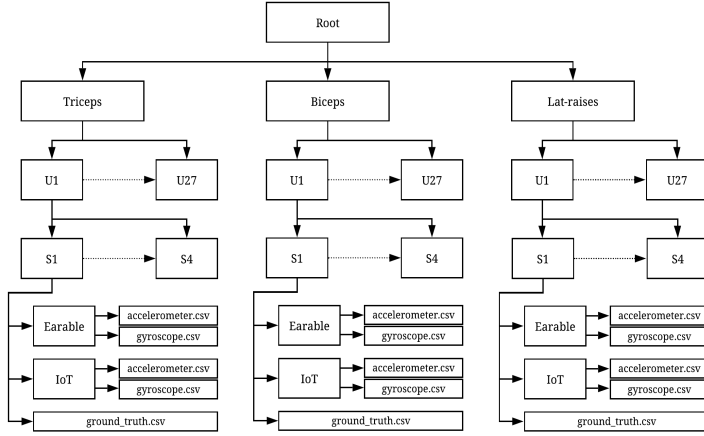 Root
Triceps
Biceps
Lat-raises
U1
U27
U1
U27
U1
U27
S1
S4
S1
S4
S1
S4
Earable
accelerometer.csv
gyroscope.csv
Earable
accelerometer.csv
gyroscope.csv
Earable
accelerometer.csv
gyroscope.csv
IoT
accelerometer.csv
gyroscope.csv
IoT
accelerometer.csv
gyroscope.csv
IoT
accelerometer.csv
gyroscope.csv
ground_truth.csv
ground_truth.csv
ground_truth.csv